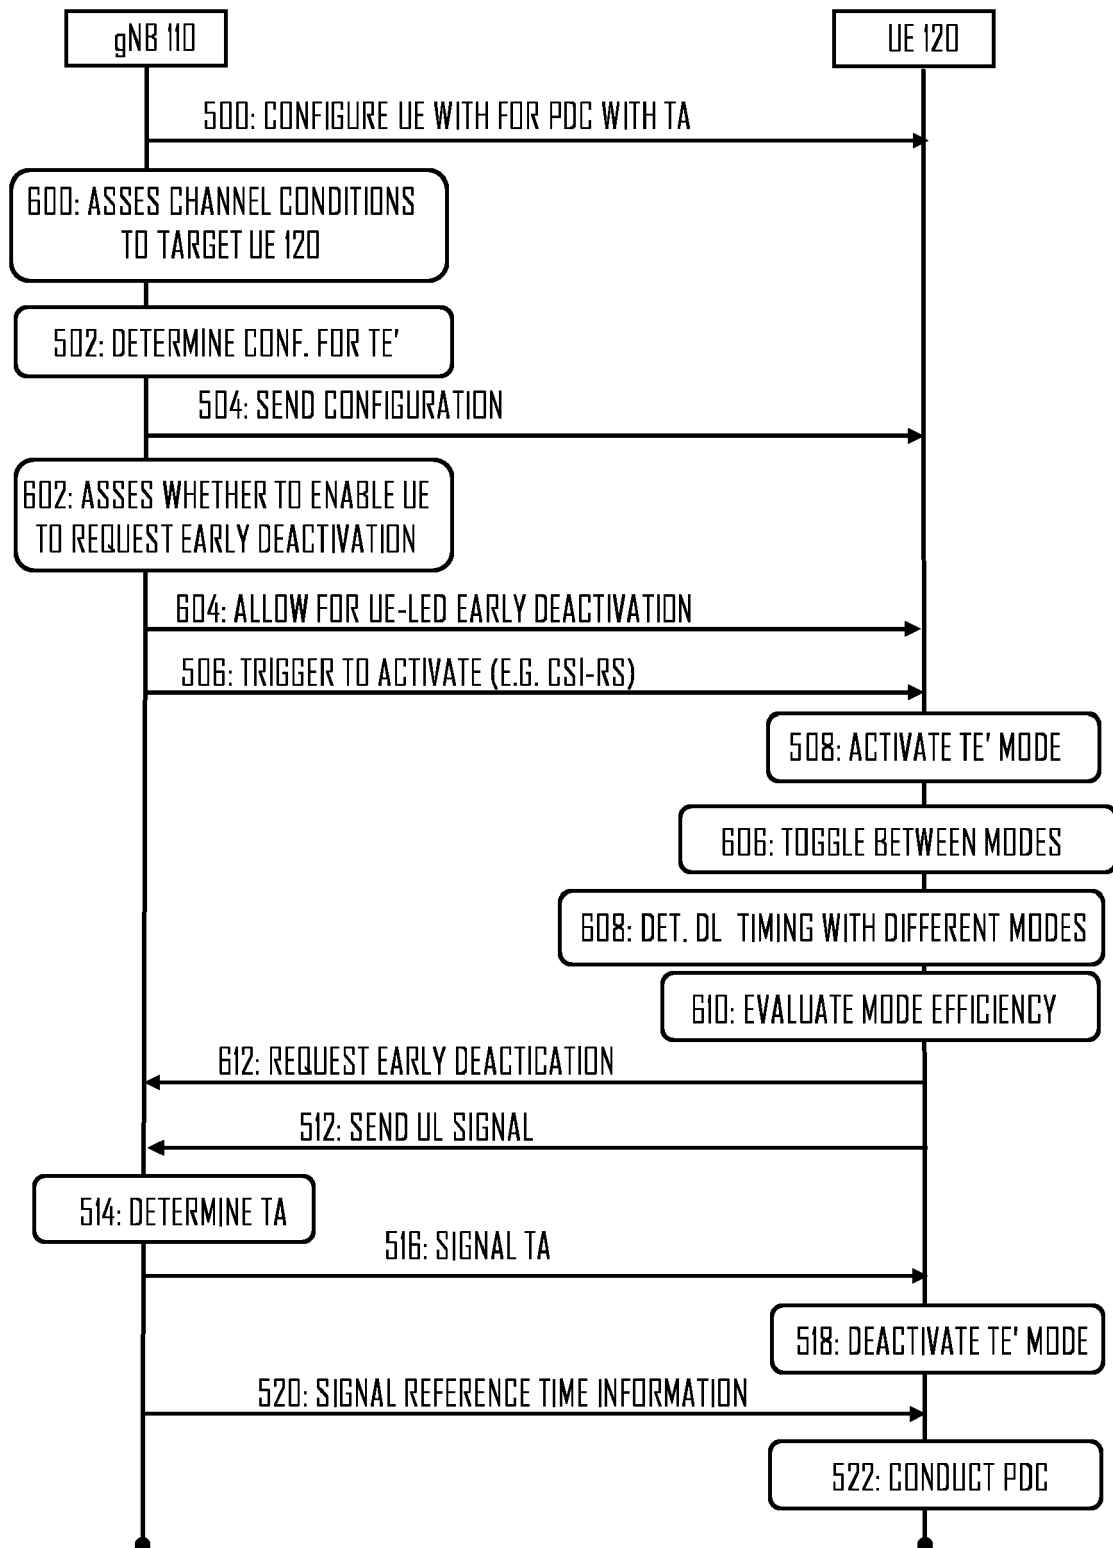 gNB 110
UE 120
500: CONFIGURE UE WITH FOR PDC WITH TA
600: ASSES CHANNEL CONDITIONS
TO TARGET UE 120
502: DETERMINE CONF. FOR TE'
504: SEND CONFIGURATION
602: ASSES WHETHER TO ENABLE UE
TO REQUEST EARLY DEACTIVATION
604: ALLOW FOR UE-LED EARLY DEACTIVATION
506: TRIGGER TO ACTIVATE (E.G. CSI-RS)
508: ACTIVATE TE' MODE
606: TOGGLE BETWEEN MODES
608: DET. DL TIMING WITH DIFFERENT MODES
610: EVALUATE MODE EFFICIENCY
612: REQUEST EARLY DEACTICATION
512: SEND UL SIGNAL
514: DETERMINE TA
516: SIGNAL TA
518: DEACTIVATE TE' MODE
520: SIGNAL REFERENCE TIME INFORMATION
522: CONDUCT PDC